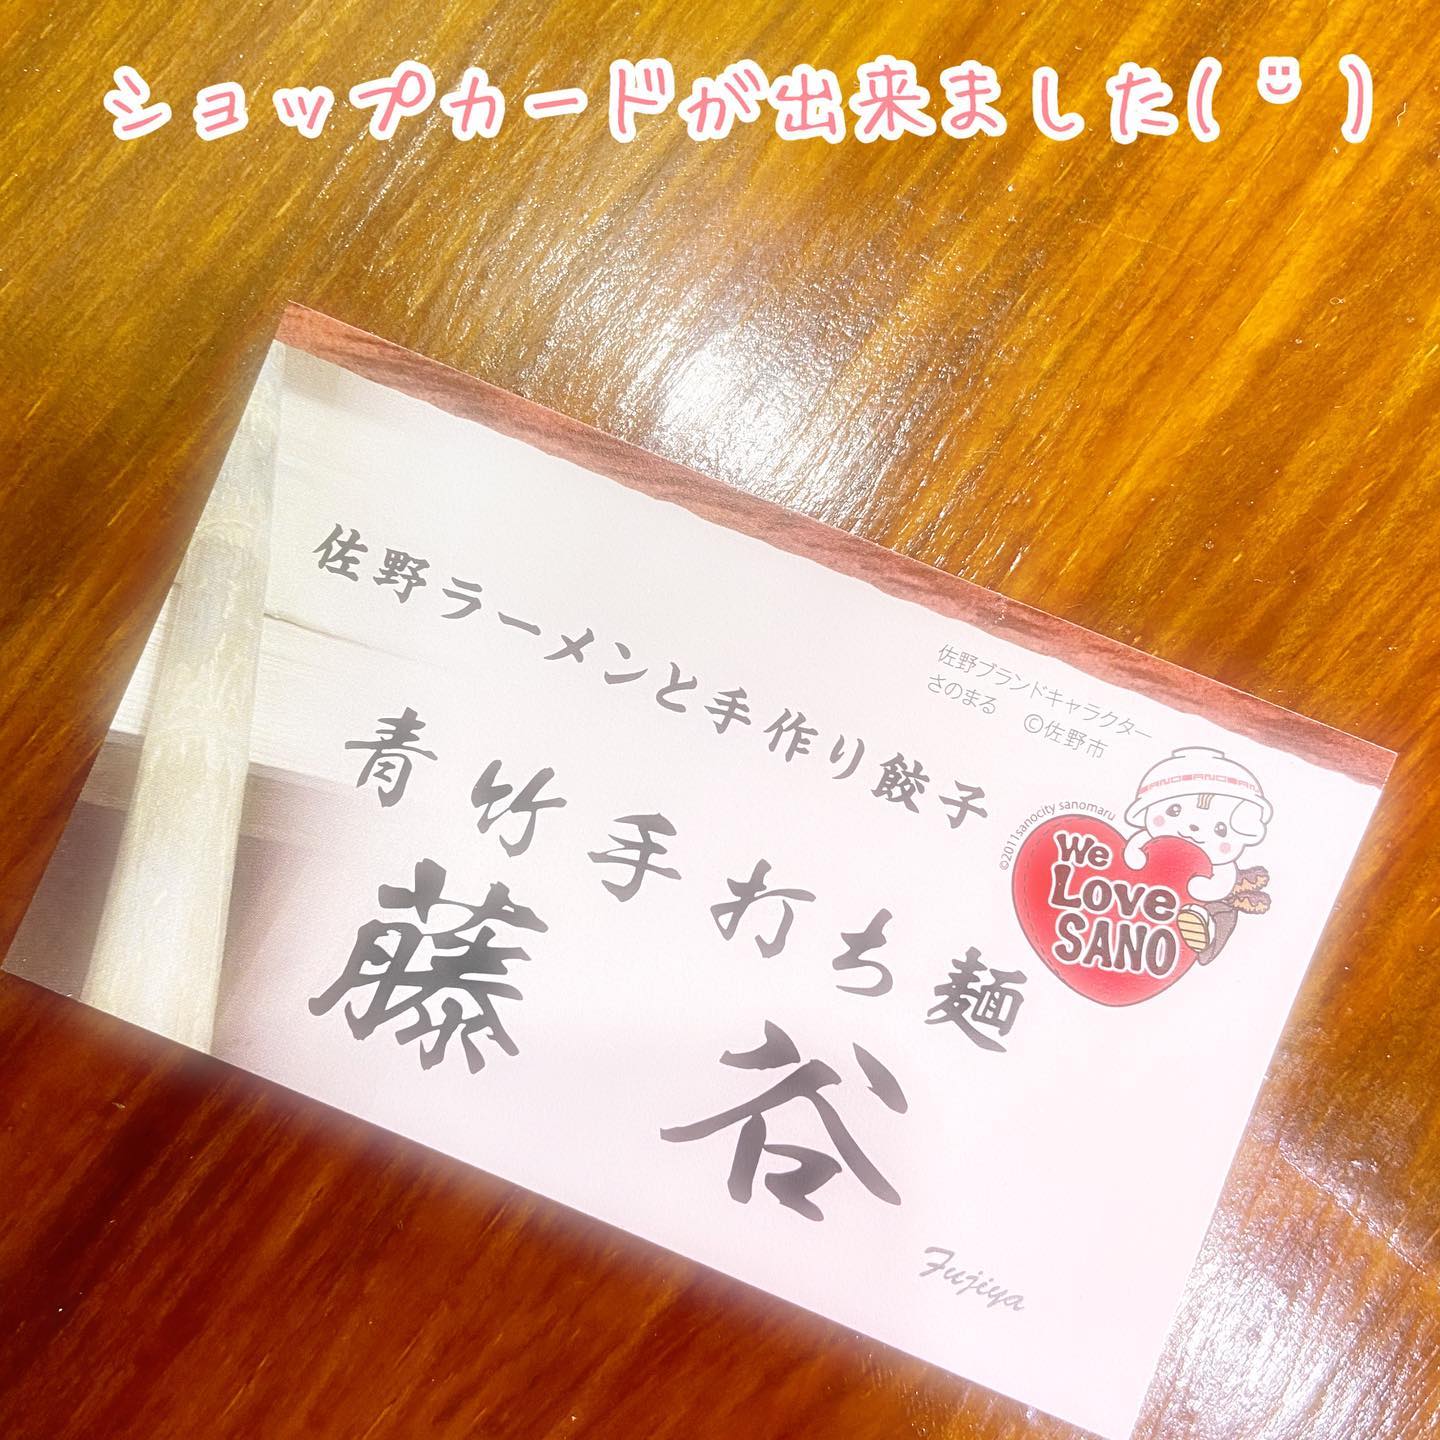 ショップカードが出来ました( ¨̮ )
佐野ラーメンと手作り餃子
青竹手打ち麺
藤谷
Fujiya
佐野ブランドキャラクター
さのまる ©佐野市
©2011sanocity sanomaru
We
Love
SANO